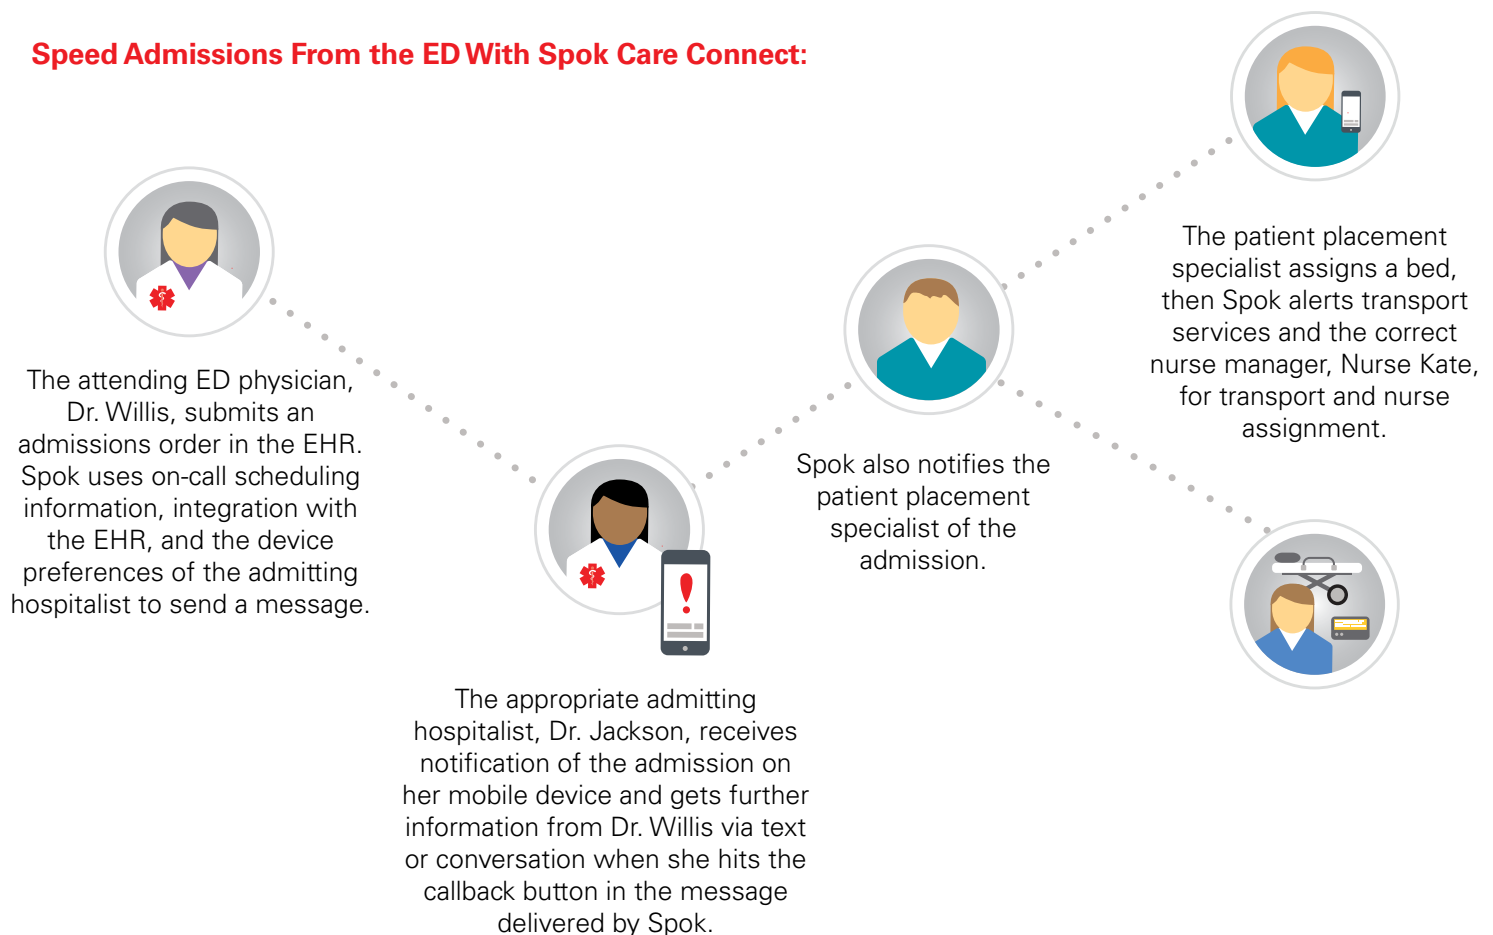 Speed Admissions From the ED With Spok Care Connect:
The attending ED physician,
Dr. Willis, submits an
admissions order in the EHR.
Spok uses on-call scheduling
information, integration with
the EHR, and the device
preferences of the admitting
hospitalist to send a message.
The appropriate admitting
hospitalist, Dr. Jackson, receives
notification of the admission on
her mobile device and gets further
information from Dr. Willis via text
or conversation when she hits the
callback button in the message
delivered by Spok.
Spok also notifies the
patient placement
specialist of the
admission.
The patient placement
specialist assigns a bed,
then Spok alerts transport
services and the correct
nurse manager, Nurse Kate,
for transport and nurse
assignment.